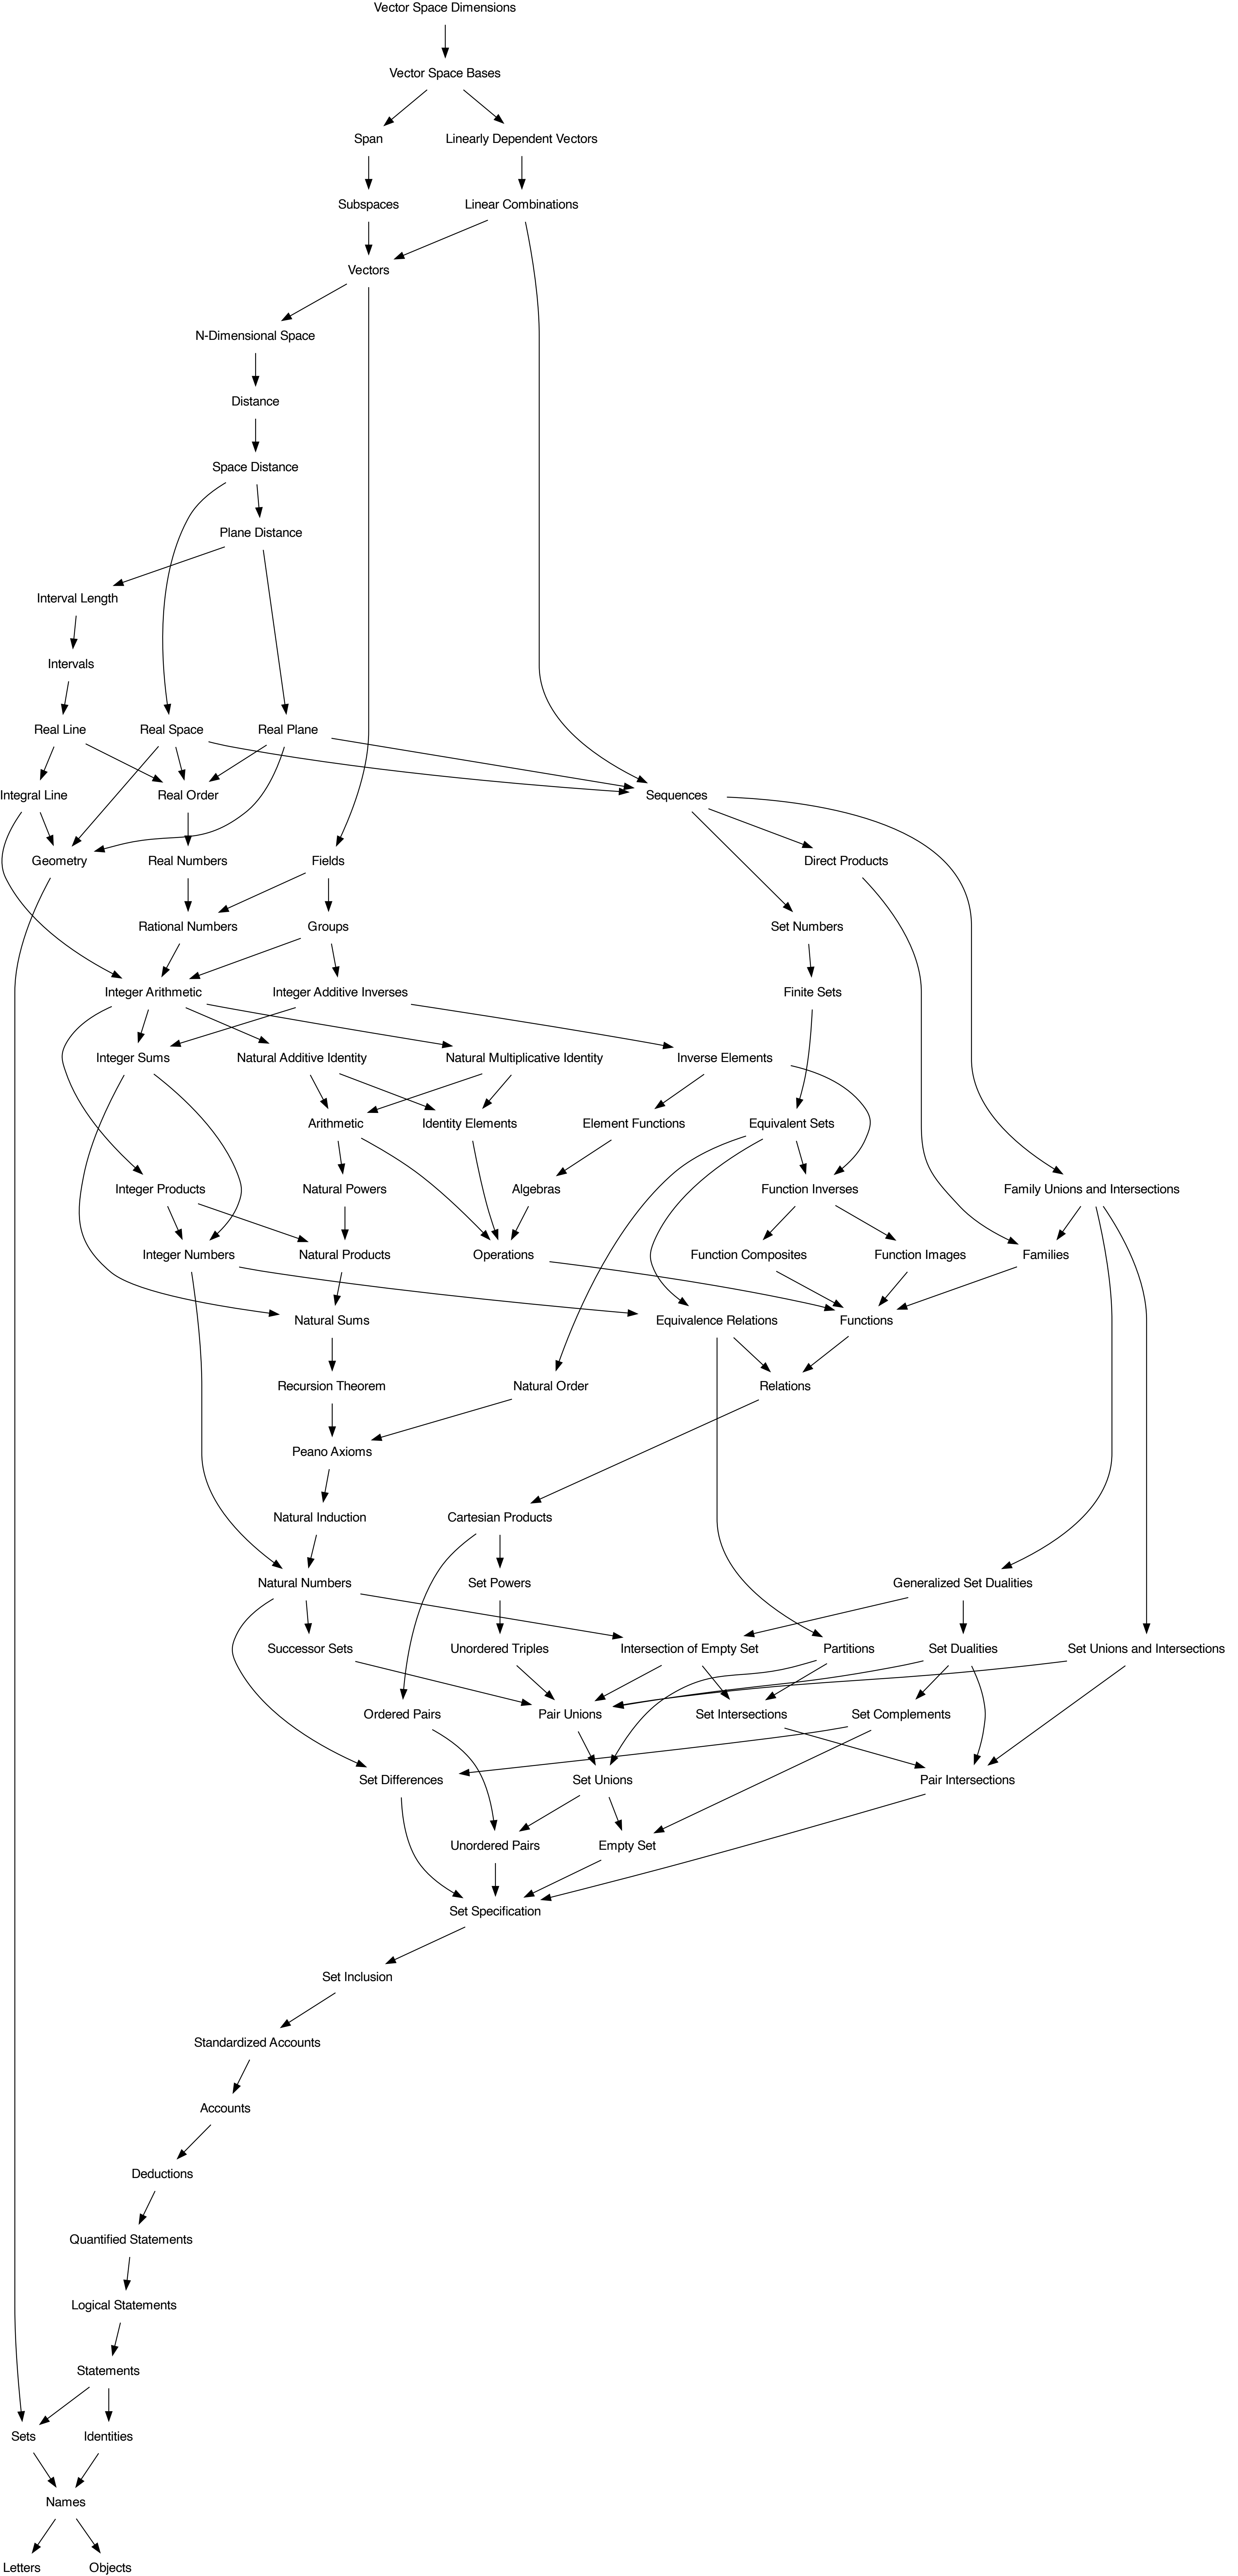 Vector Space Dimensions
Vector Space Bases
Span
Linearly Dependent Vectors
Subspaces
Linear Combinations
Vectors
N-Dimensional Space
Distance
Space Distance
Plane Distance
Interval Length
Intervals
Real Line
Real Space
Real Plane
Integral Line
Real Order
Sequences
Geometry
Real Numbers
Fields
Direct Products
Rational Numbers
Groups
Set Numbers
Integer Arithmetic
Integer Additive Inverses
Finite Sets
Integer Sums
Natural Additive Identity
Natural Multiplicative Identity
Inverse Elements
Arithmetic
Identity Elements
Element Functions
Equivalent Sets
Integer Products
Natural Powers
Algebras
Function Inverses
Family Unions and Intersections
Integer Numbers
Natural Products
Operations
Function Composites
Function Images
Families
Natural Sums
Equivalence Relations
Functions
Recursion Theorem
Natural Order
Relations
Peano Axioms
Natural Induction
Cartesian Products
Natural Numbers
Set Powers
Generalized Set Dualities
Successor Sets
Unordered Triples
Intersection of Empty Set
Partitions
Set Dualities
Set Unions and Intersections
Ordered Pairs
Pair Unions
Set Intersections
Set Complements
Set Differences
Set Unions
Pair Intersections
Unordered Pairs
Empty Set
Set Specification
Set Inclusion
Standardized Accounts
Accounts
Deductions
Quantified Statements
Logical Statements
Statements
Sets
Identities
Names
Letters
Objects